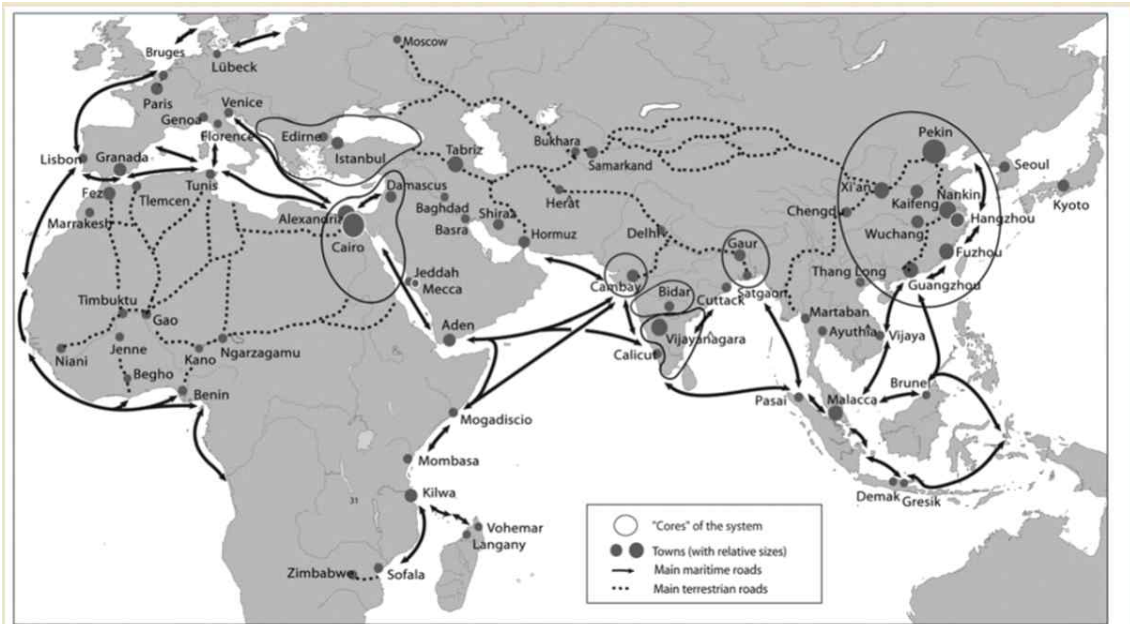 Moscow
Bruges
Lübeck
Paris
Venice
Genoa
Florence
Edirne
Istanbul
Bukhara
Samarkand
Tabriz
Pekin
Seoul
Kyoto
Lisbon
Granada
Fez
Tunis
Tlemcen
Marrakesh
Alexandria
Cairo
Damascus
Baghdad
Basra
Shiraz
Herat
Hormuz
Delhi
Xi'an
Kaifeng
Nankin
Hangzhou
Chengdu
Wuchang
Fuzhou
Gaur
Thang Long
Guangzhou
Jeddah
Mecca
Cambay
Bidar
Cuttack
Satgaon
Martaban
Ayuthia
Vijaya
Timbuktu
Gao
Aden
Niani
Jenne
Kano
Ngarzagamu
Calicut
Vijayanagara
Begho
Benin
Pasai
Malacca
Brunei
Mogadiscio
Mombasa
Kilwa
31
Demak
Gresik
Vohemar
Langany
Zimbabwe
Sofala
"Cores" of the system
Towns (with relative sizes)
Main maritime roads
Main terrestrian roads